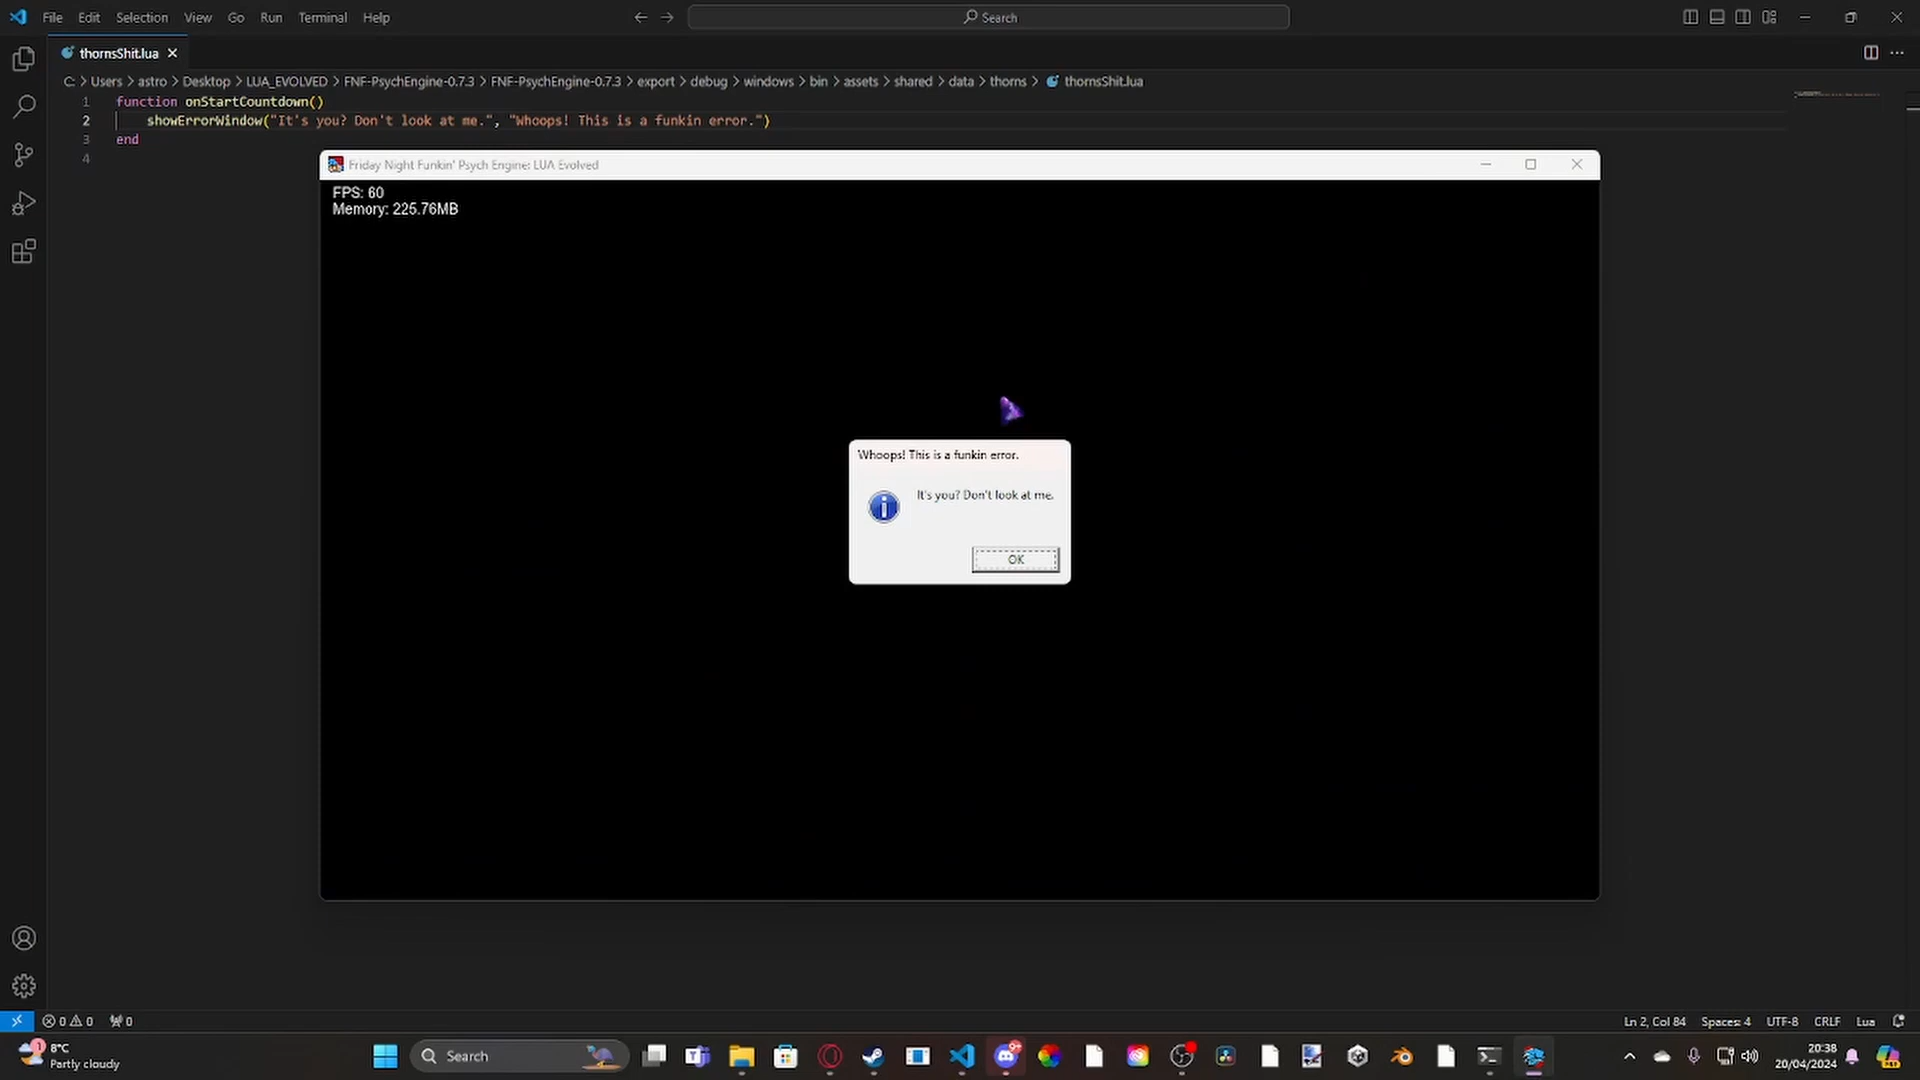 File Edit Selection View Go Run Terminal Help
Search
thornsShit.lua
C: > Users > astro > Desktop > LUA_EVOLVED > FNF-PsychEngine-0.7.3 > FNF-PsychEngine-0.7.3 > export > debug > windows > bin > assets > shared > data > thorns > thornsShit.lua
1 function onStartCountdown()
2 showErrorWindow("It's you? Don't look at me.", "Whoops! This is a funkin error.")
3 end
4
Friday Night Funkin' Psych Engine: LUA Evolved
FPS: 60
Memory: 225.76MB
Whoops! This is a funkin error.
It's you? Don't look at me.
OK
0 0 0
Ln 2, Col 84 Spaces: 4 UTF-8 CRLF Lua
8°C
Partly cloudy
Search
20:38
20/04/2024